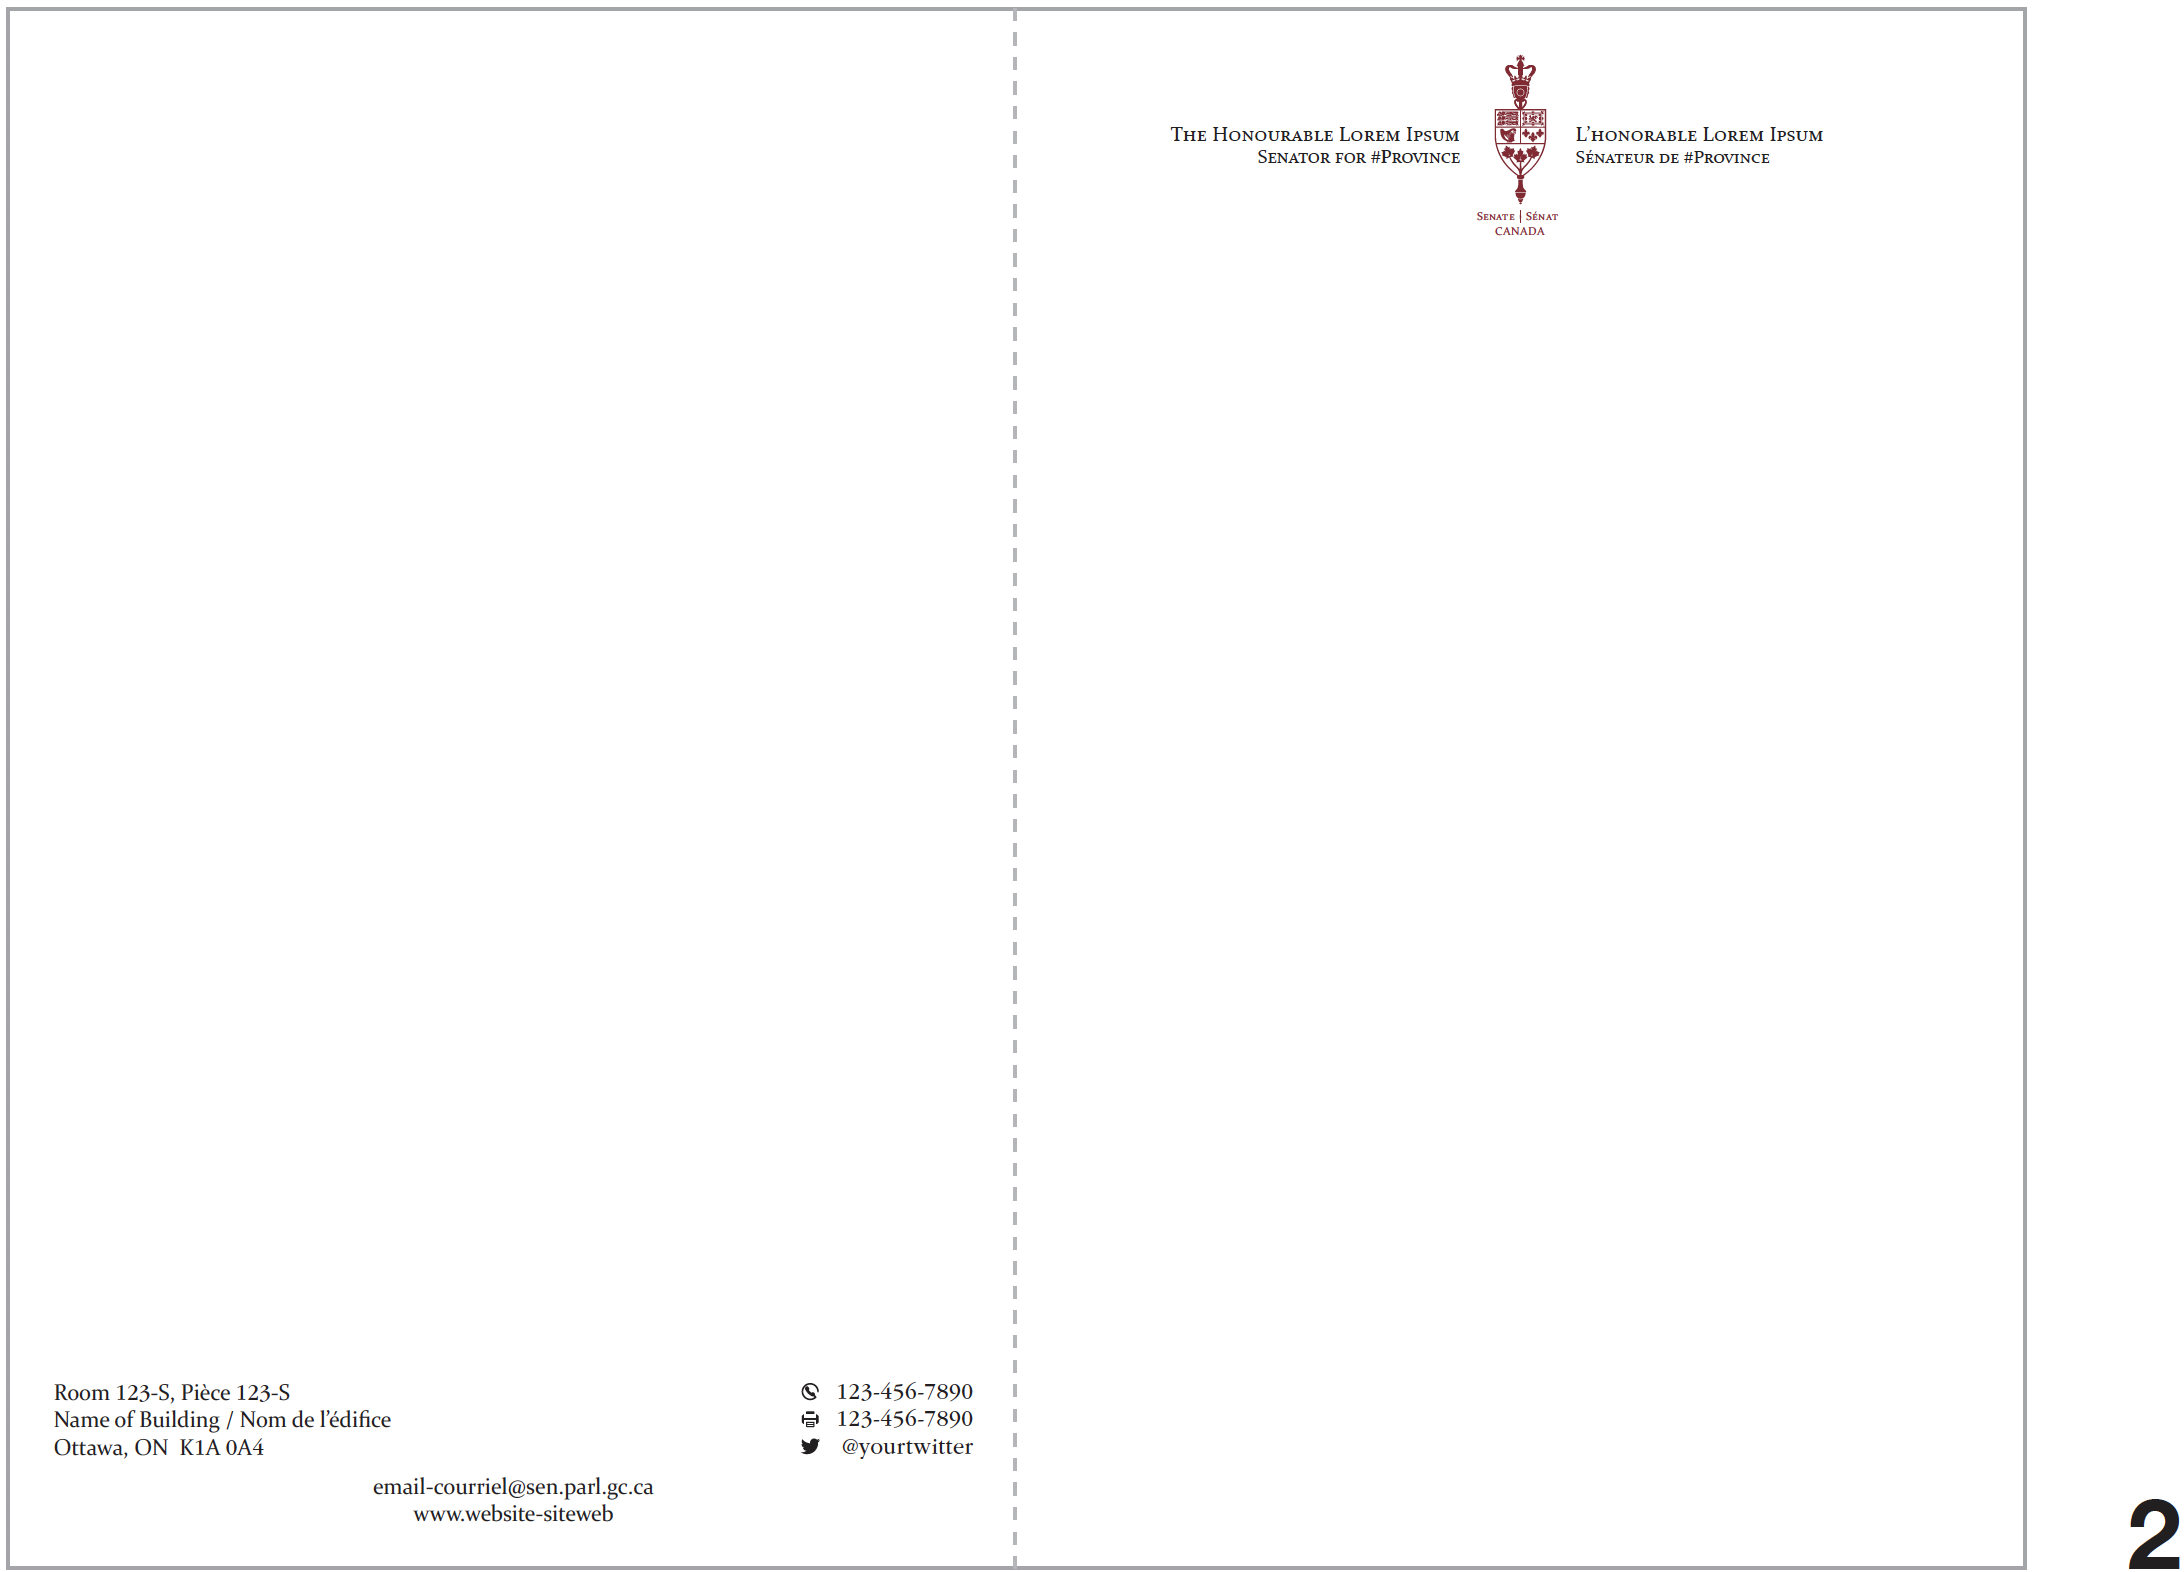 Room 123-S, Pièce 123-S
Name of Building / Nom de l’édifice
Ottawa, ON  K1A 0A4
123-456-7890
123-456-7890
@yourtwitter
email-courriel@sen.parl.gc.ca
www.website-siteweb
The Honourable Lorem Ipsum
Senator for #Province
L’honorable Lorem Ipsum
Sénateur de #Province
Senate | Sénat
CANADA
2